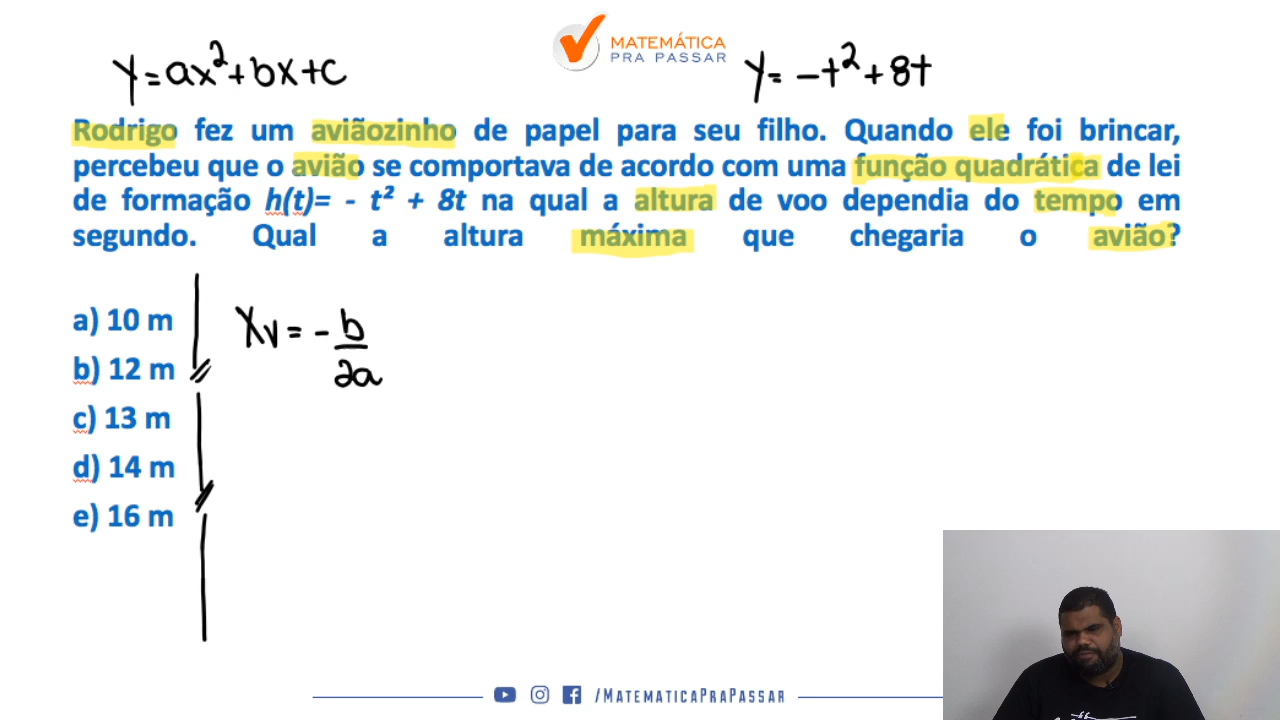 y=ax²+bx+c
MATEMÁTICA
PRA PASSAR
y= -t²+8t
Rodrigo fez um aviãozinho de papel para seu filho. Quando ele foi brincar,
percebeu que o avião se comportava de acordo com uma função quadrática de lei
de formação h(t)= - t² + 8t na qual a altura de voo dependia do tempo em
segundo. Qual a altura máxima que chegaria o avião?
a) 10 m
b) 12 m
c) 13 m
d) 14 m
e) 16 m
Xv = - b
2a
/MatematicaPraPassar